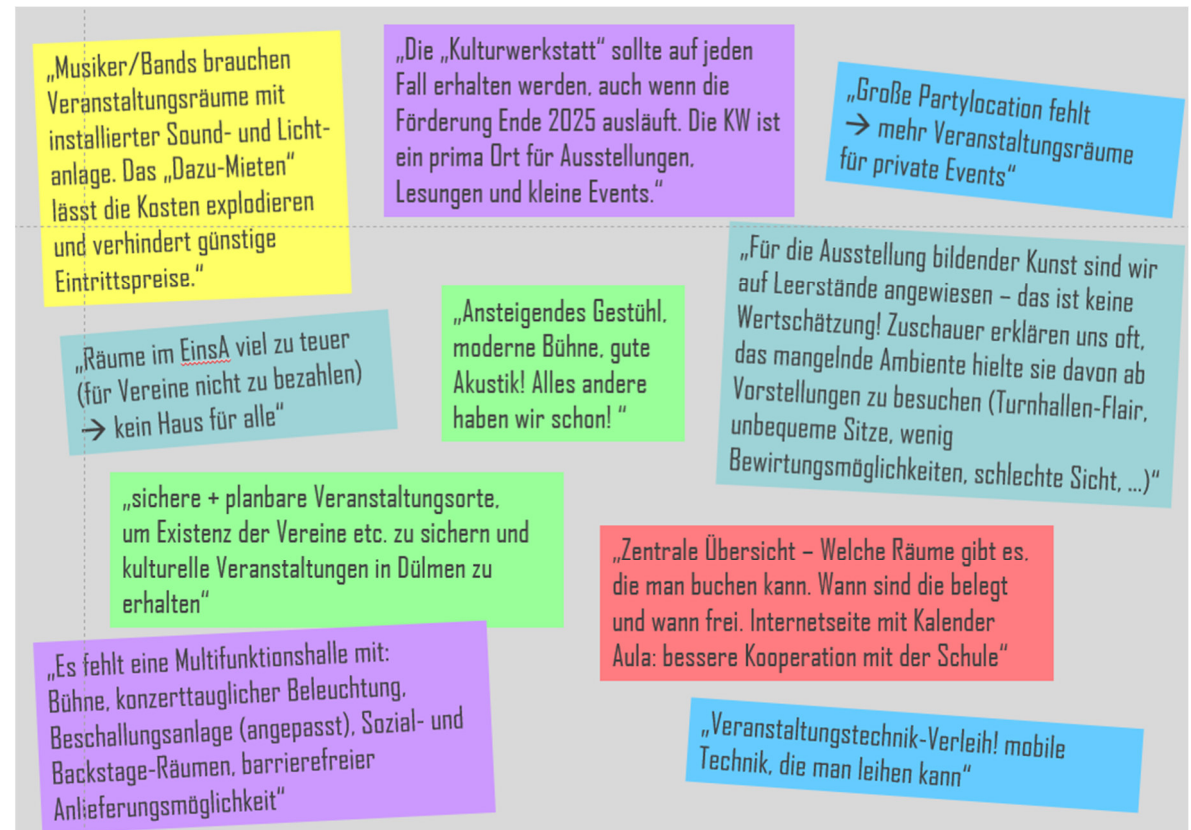 „Musiker/Bands brauchen
Veranstaltungsräume mit
installierter Sound- und Licht-
anlage. Das „Dazu-Mieten“
lässt die Kosten explodieren
und verhindert günstige
Eintrittspreise.“
„Die „Kulturwerkstatt“ sollte auf jeden
Fall erhalten werden, auch wenn die
Förderung Ende 2025 ausläuft. Die KW ist
ein prima Ort für Ausstellungen,
Lesungen und kleine Events.“
„Große Partylocation fehlt
→ mehr Veranstaltungsräume
für private Events“
„Für die Ausstellung bildender Kunst sind wir
auf Leerstände angewiesen – das ist keine
Wertschätzung! Zuschauer erklären uns oft,
das mangelnde Ambiente hielte sie davon ab
Vorstellungen zu besuchen (Turnhallen-Flair,
unbequeme Sitze, wenig
Bewirtungsmöglichkeiten, schlechte Sicht, ...)“
„Räume im EinsA viel zu teuer
(für Vereine nicht zu bezahlen)
→ kein Haus für alle“
„Ansteigendes Gestühl,
moderne Bühne, gute
Akustik! Alles andere
haben wir schon! “
„sichere + planbare Veranstaltungsorte,
um Existenz der Vereine etc. zu sichern und
kulturelle Veranstaltungen in Dülmen zu
erhalten“
„Zentrale Übersicht – Welche Räume gibt es,
die man buchen kann. Wann sind die belegt
und wann frei. Internetseite mit Kalender
Aula: bessere Kooperation mit der Schule“
„Es fehlt eine Multifunktionshalle mit:
Bühne, konzerttauglicher Beleuchtung,
Beschallungsanlage (angepasst), Sozial- und
Backstage-Räumen, barrierefreier
Anlieferungsmöglichkeit“
„Veranstaltungstechnik-Verleih! mobile
Technik, die man leihen kann“